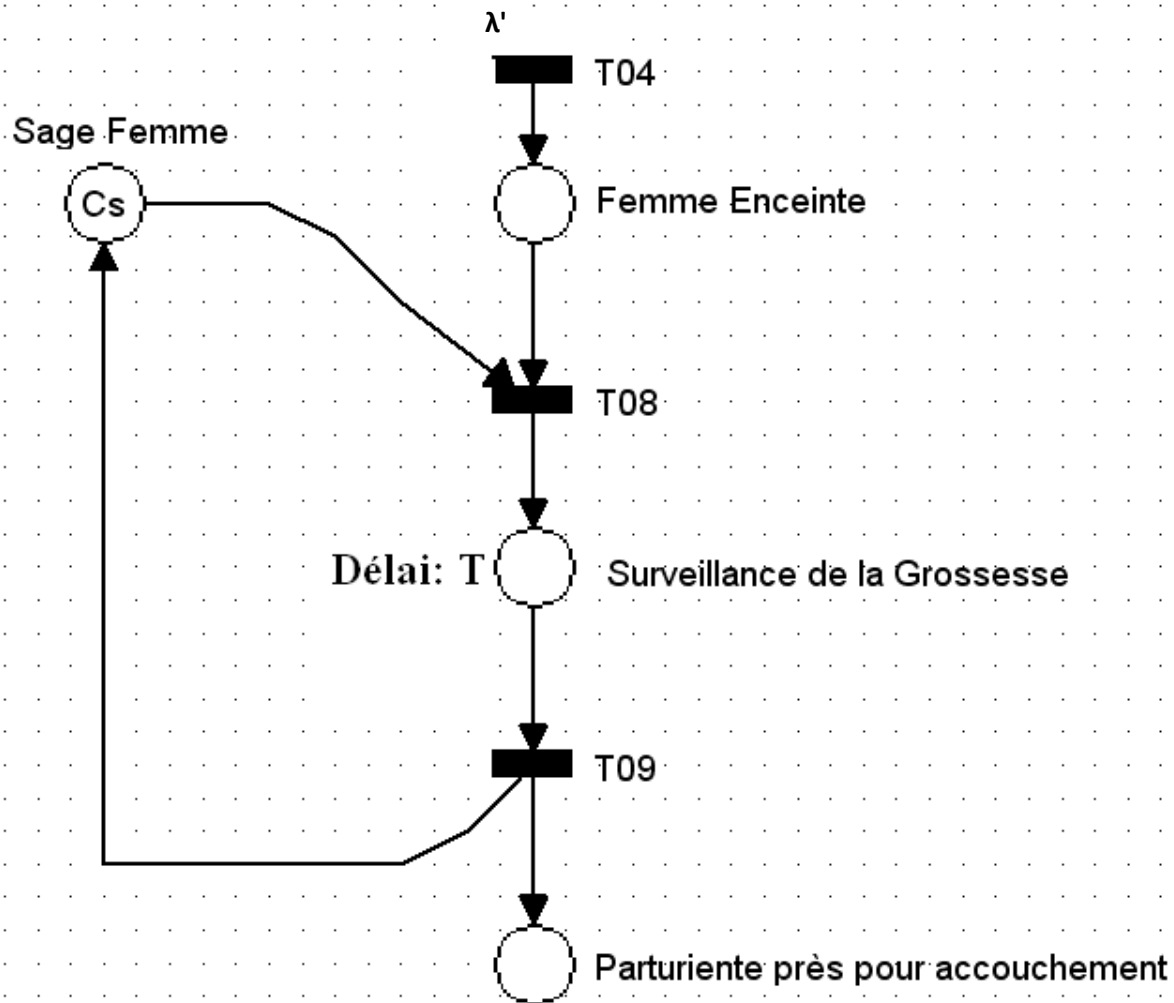 λ'
T04
Sage Femme
Cs
Femme Enceinte
T08
Délai: T
Surveillance de la Grossesse
T09
Parturiente près pour accouchement